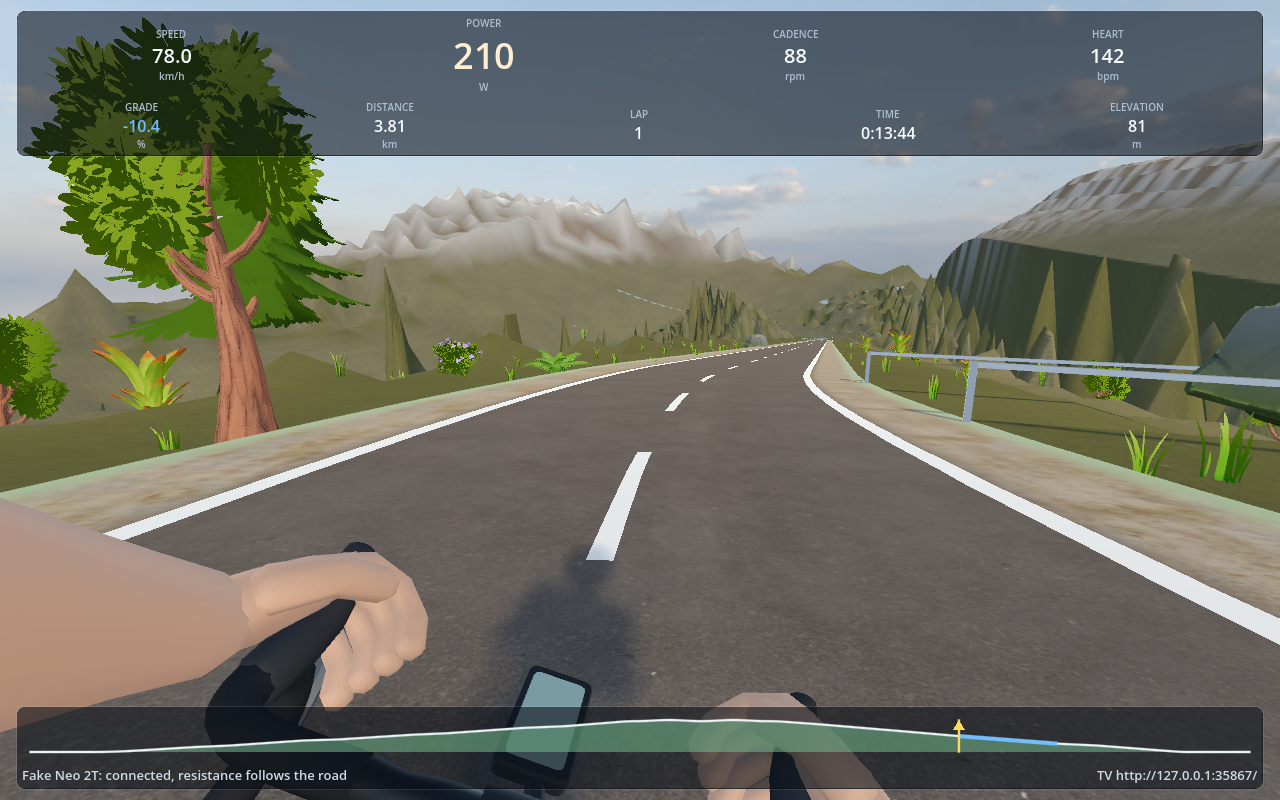 SPEED
78.0
km/h
POWER
210
W
CADENCE
88
rpm
HEART
142
bpm
GRADE
-10.4
%
DISTANCE
3.81
km
LAP
1
TIME
0:13:44
ELEVATION
81
m
Fake Neo 2T: connected, resistance follows the road
TV http://127.0.0.1:35867/